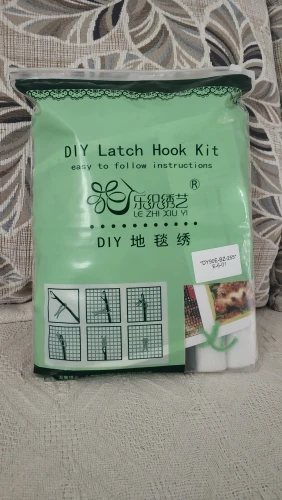 DIY Latch Hook Kit
easy to follow instructions
乐织绣艺®
LE ZHI XIU YI
DIY 地毯绣